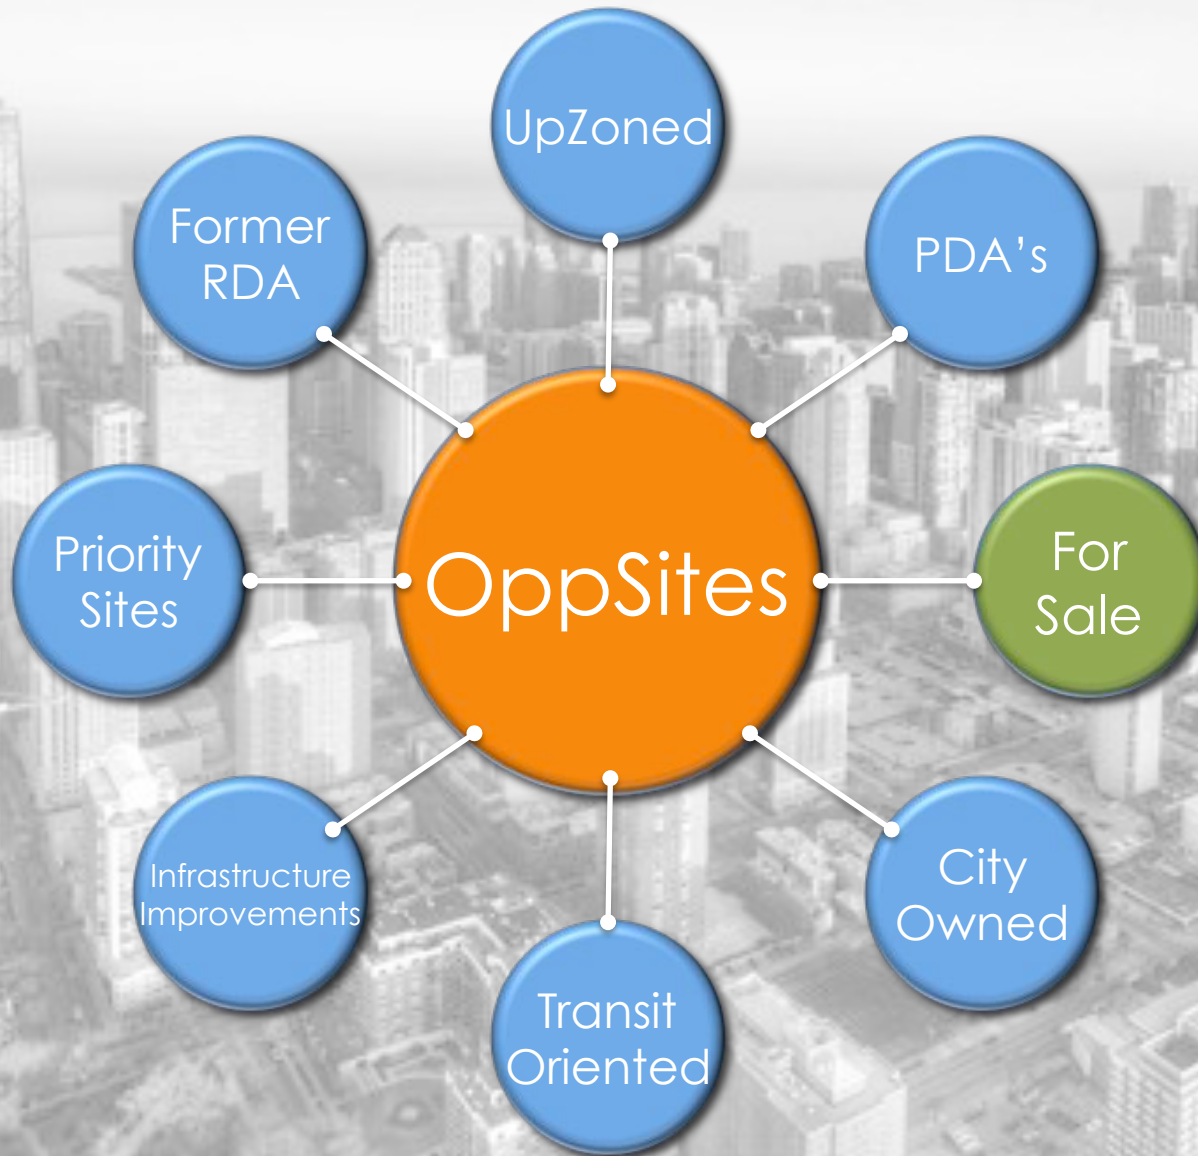 UpZoned
Former
RDA
PDA's
Priority
Sites
OppSites
For
Sale
Infrastructure
Improvements
City
Owned
Transit
Oriented